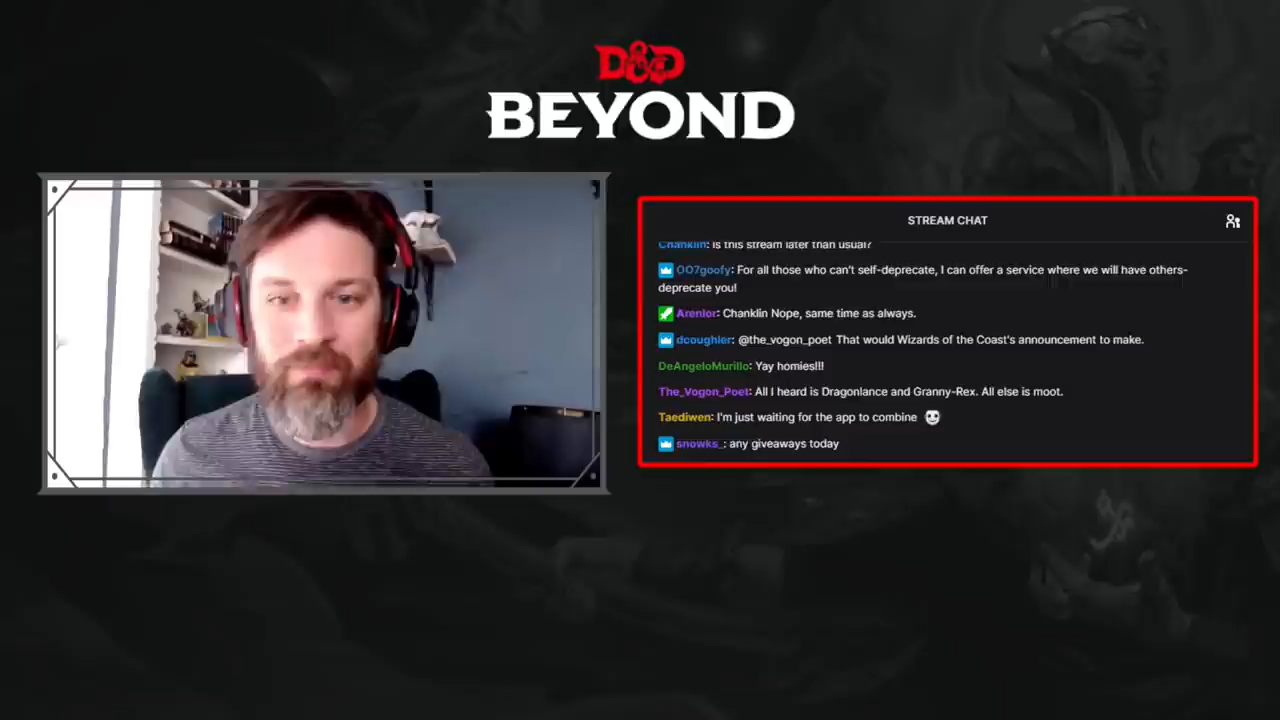 D&D
BEYOND
STREAM CHAT
Chanklin: is this stream later than usual?
OO7goofy: For all those who can't self-deprecate, I can offer a service where we will have others-
deprecate you!
Arenlor: Chanklin Nope, same time as always.
dcoughler: @the_vogon_poet That would Wizards of the Coast's announcement to make.
DeAngeloMurillo: Yay homies!!!
The_Vogon_Poet: All I heard is Dragonlance and Granny-Rex. All else is moot.
Taediwen: I'm just waiting for the app to combine
snowks_: any giveaways today